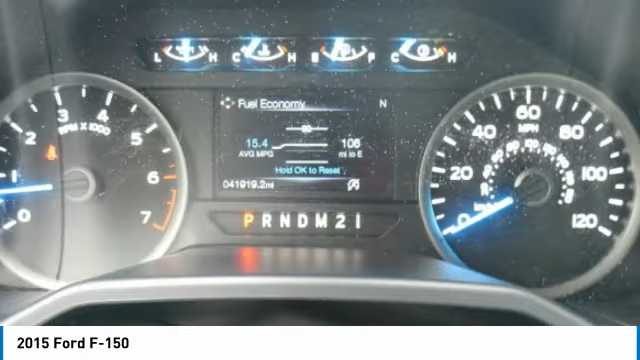 L H C H E F C H
Fuel Economy N
30
15.4 106
AVG MPG mi to E
Hold OK to Reset
041919.2mi
P R N D M 2 1
0 1 2 3 4 5 6 7
RPM X 1000
0 20 40 60 80 100 120
MPH
2015 Ford F-150